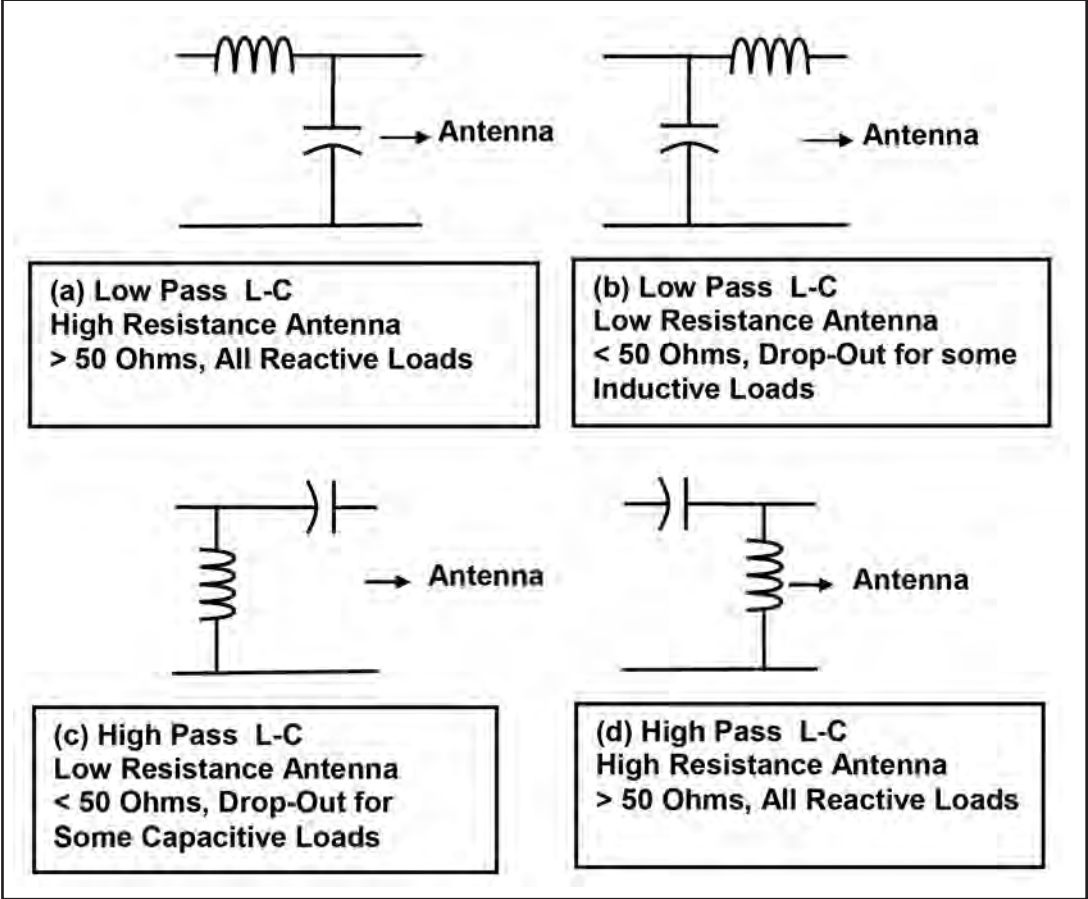 Antenna
Antenna
(a) Low Pass L-C
High Resistance Antenna
> 50 Ohms, All Reactive Loads
(b) Low Pass L-C
Low Resistance Antenna
< 50 Ohms, Drop-Out for some
Inductive Loads
Antenna
Antenna
(c) High Pass L-C
Low Resistance Antenna
< 50 Ohms, Drop-Out for
Some Capacitive Loads
(d) High Pass L-C
High Resistance Antenna
> 50 Ohms, All Reactive Loads